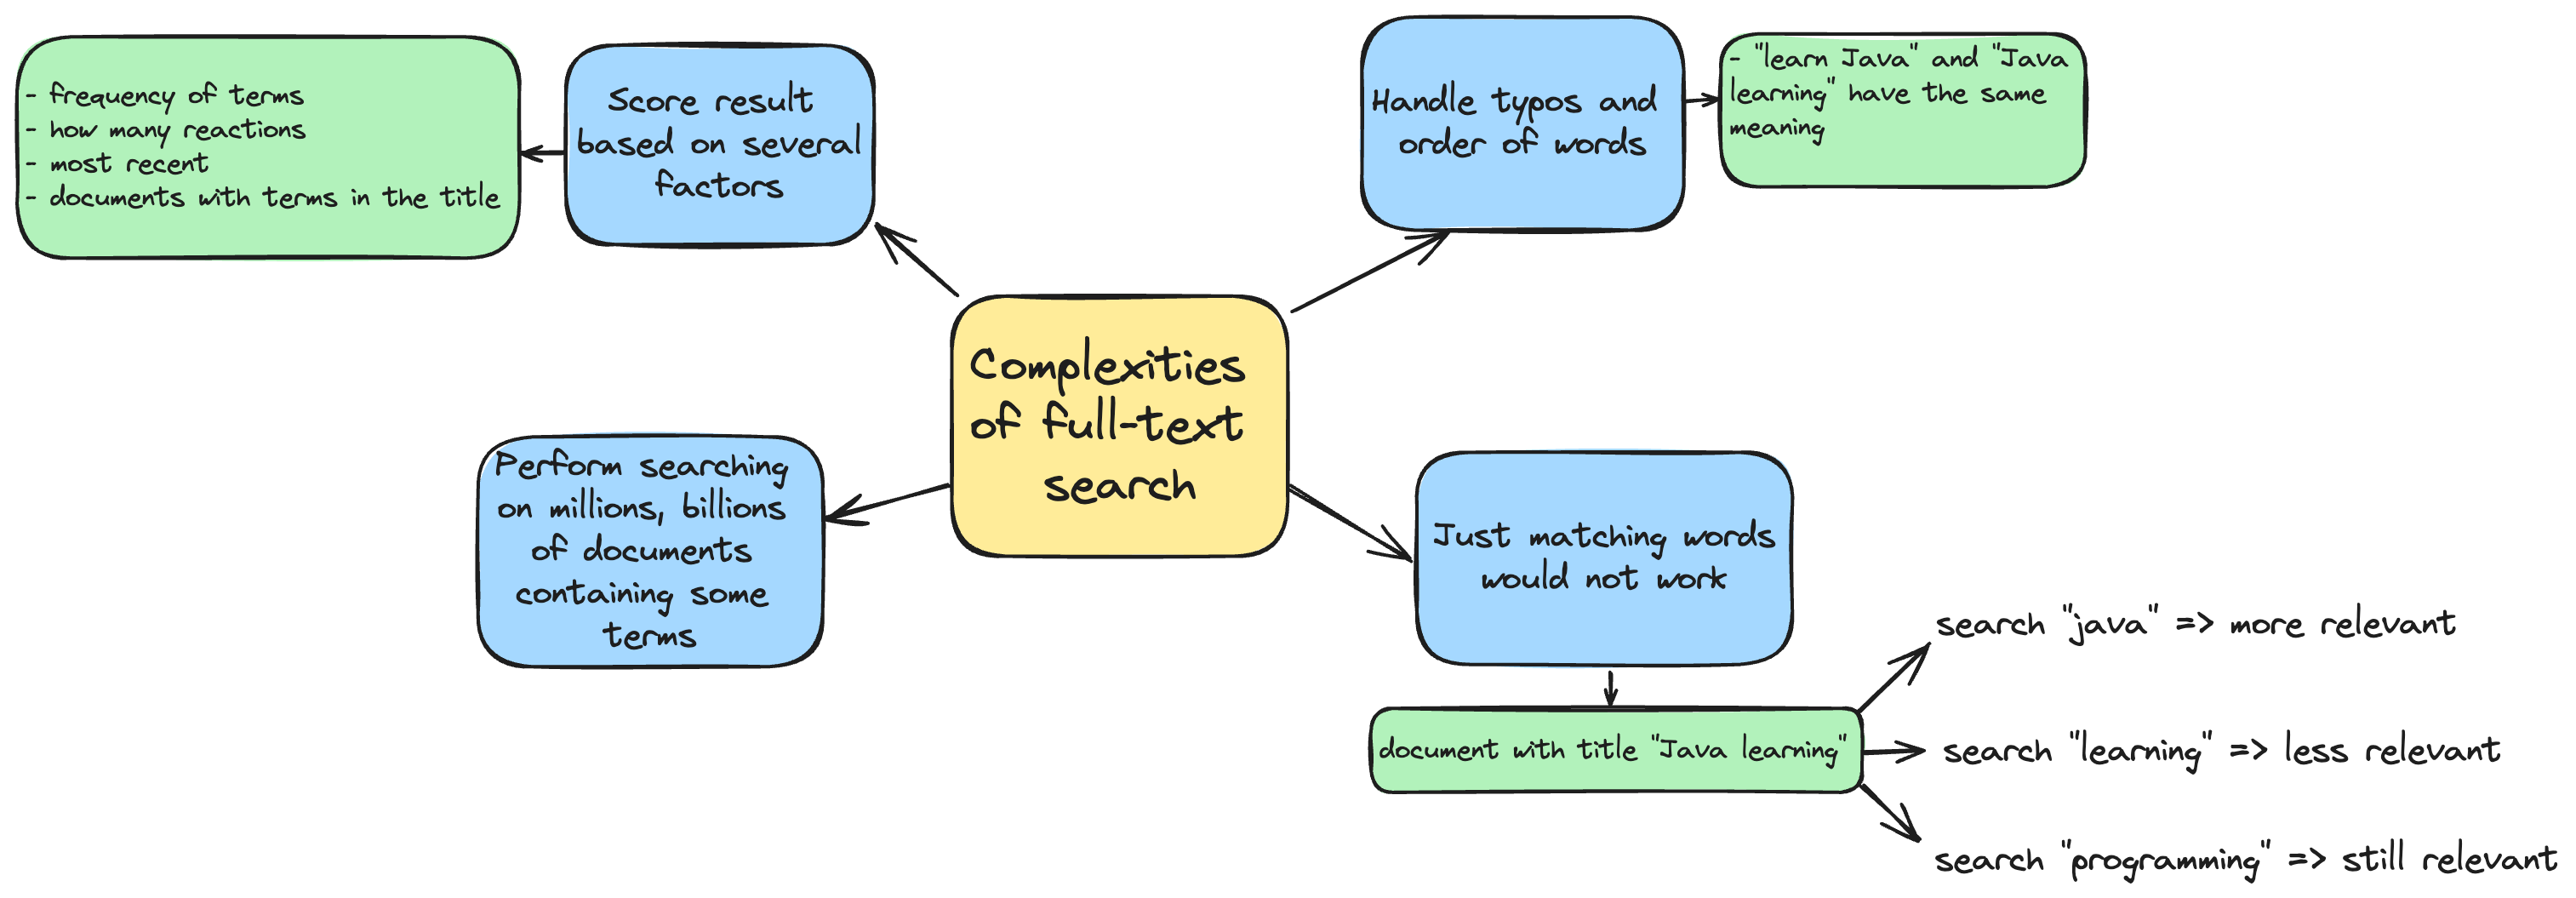 - frequency of terms
- how many reactions
- most recent
- documents with terms in the title
Score result
based on several
factors
Handle typos and
order of words
- "learn Java" and "Java
learning" have the same
meaning
Complexities
of full-text
search
Perform searching
on millions, billions
of documents
containing some
terms
Just matching words
would not work
document with title "Java learning"
search "java" => more relevant
search "learning" => less relevant
search "programming" => still relevant